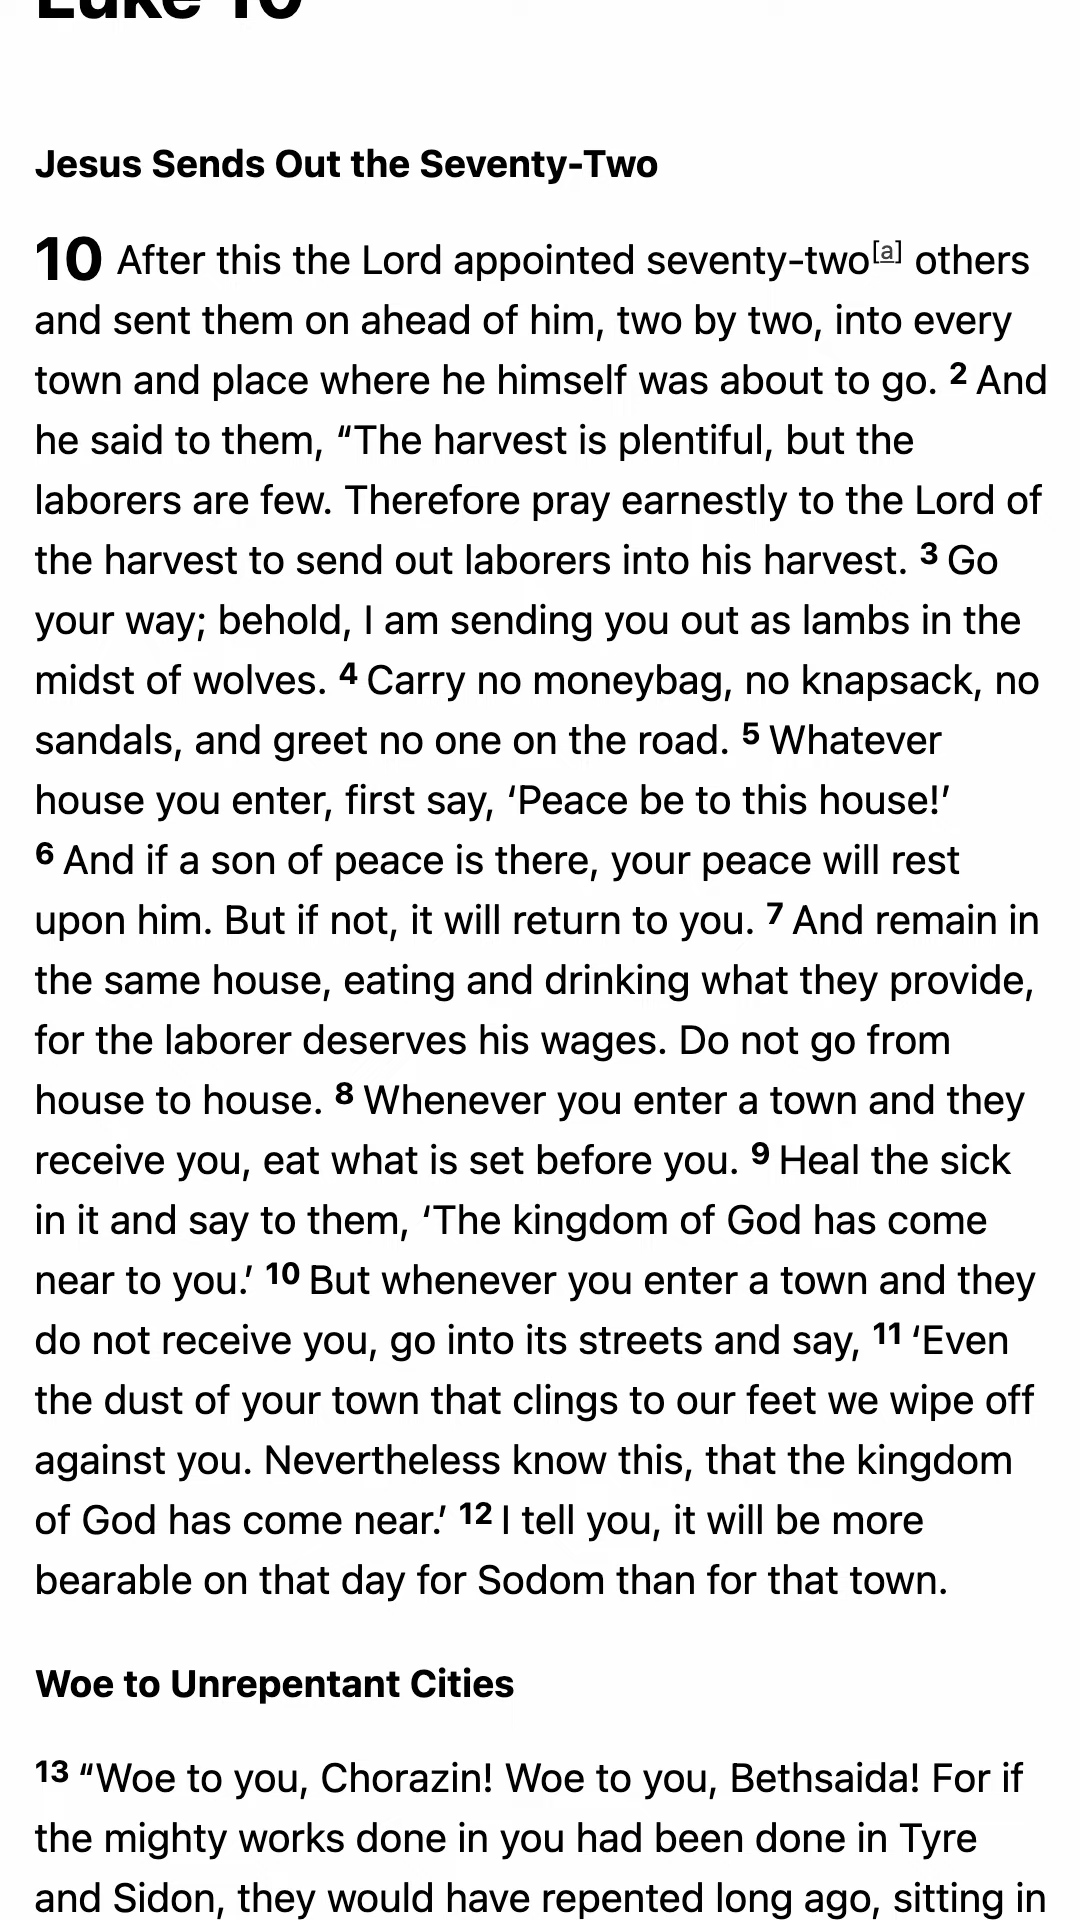 Luke 10
Jesus Sends Out the Seventy-Two
10 After this the Lord appointed seventy-two[a] others
and sent them on ahead of him, two by two, into every
town and place where he himself was about to go. 2 And
he said to them, “The harvest is plentiful, but the
laborers are few. Therefore pray earnestly to the Lord of
the harvest to send out laborers into his harvest. 3 Go
your way; behold, I am sending you out as lambs in the
midst of wolves. 4 Carry no moneybag, no knapsack, no
sandals, and greet no one on the road. 5 Whatever
house you enter, first say, ‘Peace be to this house!’
6 And if a son of peace is there, your peace will rest
upon him. But if not, it will return to you. 7 And remain in
the same house, eating and drinking what they provide,
for the laborer deserves his wages. Do not go from
house to house. 8 Whenever you enter a town and they
receive you, eat what is set before you. 9 Heal the sick
in it and say to them, ‘The kingdom of God has come
near to you.’ 10 But whenever you enter a town and they
do not receive you, go into its streets and say, 11 ‘Even
the dust of your town that clings to our feet we wipe off
against you. Nevertheless know this, that the kingdom
of God has come near.’ 12 I tell you, it will be more
bearable on that day for Sodom than for that town.
Woe to Unrepentant Cities
13 “Woe to you, Chorazin! Woe to you, Bethsaida! For if
the mighty works done in you had been done in Tyre
and Sidon, they would have repented long ago, sitting in